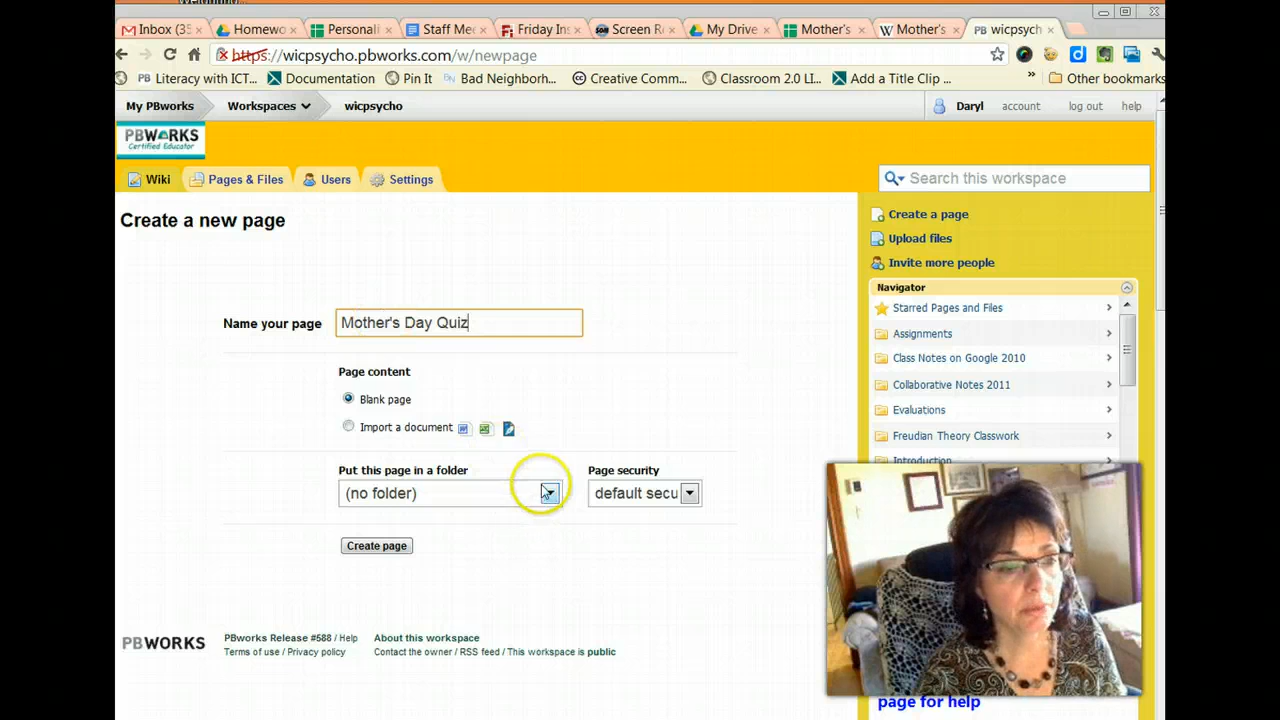 Inbox (35
Homewo
Personali
Staff Mee
Friday Ins
Screen R
My Drive
Mother's
Mother's
wicpsycho
https://wicpsycho.pbworks.com/w/newpage
Literacy with ICT...
Documentation
Pin It
Bad Neighborh...
Creative Comm...
Classroom 2.0 LI...
Add a Title Clip ...
»
Other bookmarks
My PBworks
Workspaces
wicpsycho
Daryl
account
log out
help
PBWORKS
Certified Educator
Wiki
Pages & Files
Users
Settings
Search this workspace
Create a new page
Create a page
Upload files
Invite more people
Name your page
Mother's Day Quiz
Page content
Blank page
Import a document
Put this page in a folder
Page security
(no folder)
default secu
Create page
Navigator
Starred Pages and Files
Assignments
Class Notes on Google 2010
Collaborative Notes 2011
Evaluations
Freudian Theory Classwork
Introduction
PBWORKS
PBworks Release #588 / Help
Terms of use / Privacy policy
About this workspace
Contact the owner / RSS feed / This workspace is public
page for help